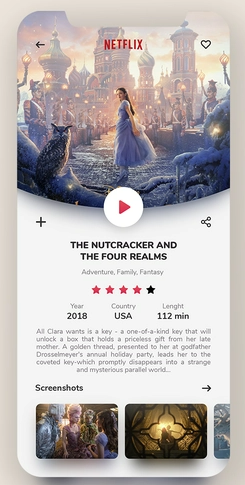 NETFLIX
THE NUTCRACKER AND
THE FOUR REALMS
Adventure, Family, Fantasy
Year Country Lenght
2018 USA 112 min
All Clara wants is a key - a one-of-a-kind key that will
unlock a box that holds a priceless gift from her late
mother. A golden thread, presented to her at godfather
Drosselmeyer's annual holiday party, leads her to the
coveted key-which promptly disappears into a strange
and mysterious parallel world...
Screenshots